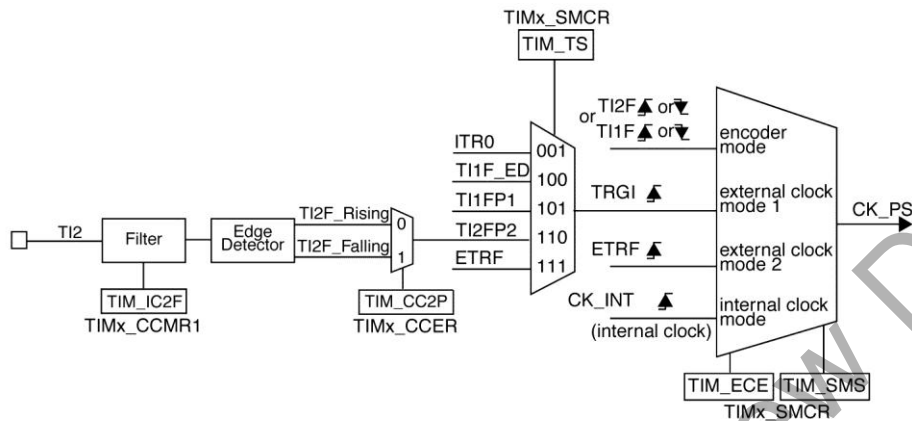 TIMx_SMCR
TIM_TS
TI2F or
or
TI1F or
encoder
mode
ITR0
001
TI1F_ED
100
TI1FP1
101
TRGI
external clock
mode 1
CK_PS
TI2F_Rising
0
TI2
Filter
Edge
Detector
TI2F_Falling
1
TI2FP2
110
ETRF
111
ETRF
external clock
mode 2
TIM_IC2F
TIMx_CCMR1
TIM_CC2P
TIMx_CCER
CK_INT
(internal clock)
internal clock
mode
TIM_ECE
TIM_SMS
TIMx_SMCR